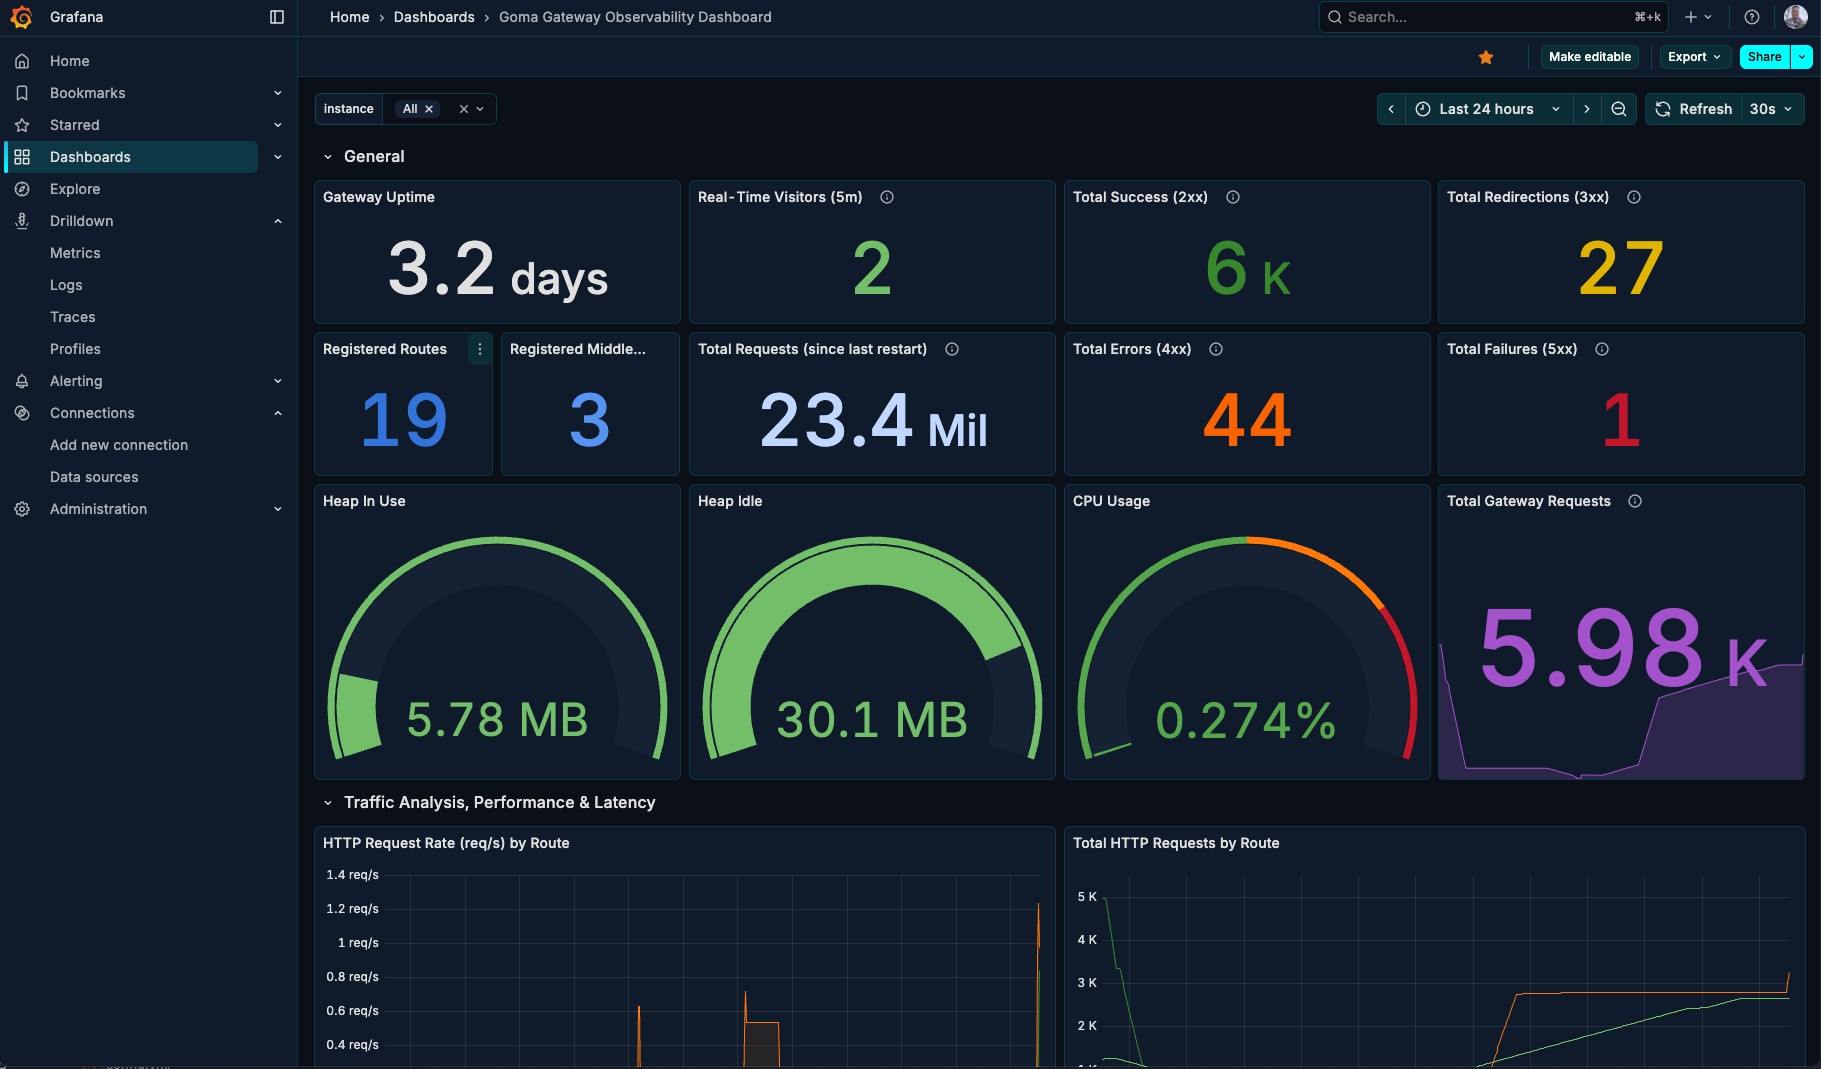 Grafana
Home › Dashboards › Goma Gateway Observability Dashboard
Search...
⌘+k
Make editable
Export
Share
Home
Bookmarks
Starred
Dashboards
Explore
Drilldown
Metrics
Logs
Traces
Profiles
Alerting
Connections
Add new connection
Data sources
Administration
instance
All
Last 24 hours
Refresh
30s
General
Gateway Uptime
3.2 days
Real-Time Visitors (5m)
2
Total Success (2xx)
6 K
Total Redirections (3xx)
27
Registered Routes
19
Registered Middle...
3
Total Requests (since last restart)
23.4 Mil
Total Errors (4xx)
44
Total Failures (5xx)
1
Heap In Use
5.78 MB
Heap Idle
30.1 MB
CPU Usage
0.274%
Total Gateway Requests
5.98 K
Traffic Analysis, Performance & Latency
HTTP Request Rate (req/s) by Route
1.4 req/s
1.2 req/s
1 req/s
0.8 req/s
0.6 req/s
0.4 req/s
Total HTTP Requests by Route
5 K
4 K
3 K
2 K